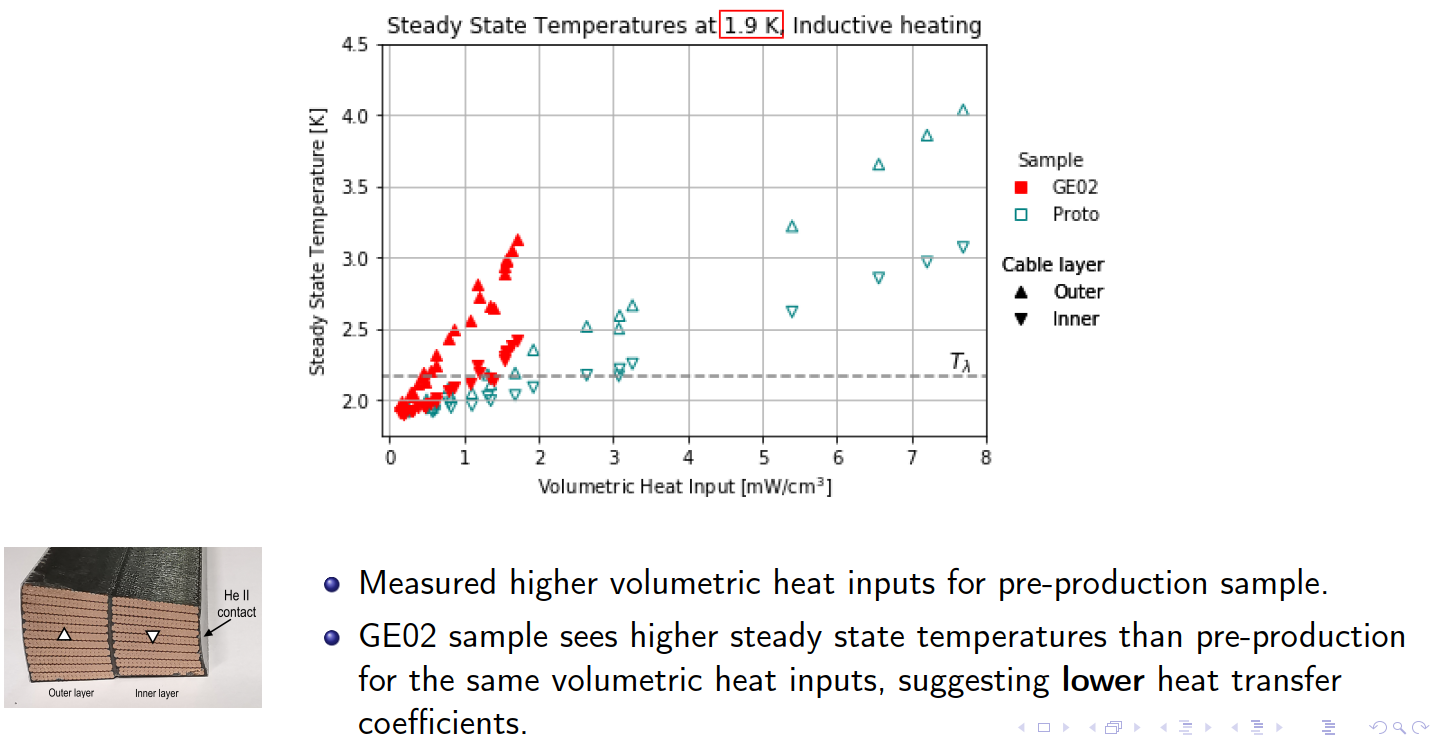 Steady State Temperatures at 1.9 K, Inductive heating
4.5
4.0
3.5
3.0
2.5
2.0
Steady State Temperature [K]
T_λ
0 1 2 3 4 5 6 7 8
Volumetric Heat Input [mW/cm³]
Sample
GE02
Proto
Cable layer
Outer
Inner
He II
contact
Outer layer
Inner layer
Measured higher volumetric heat inputs for pre-production sample.
GE02 sample sees higher steady state temperatures than pre-production
for the same volumetric heat inputs, suggesting lower heat transfer
coefficients.